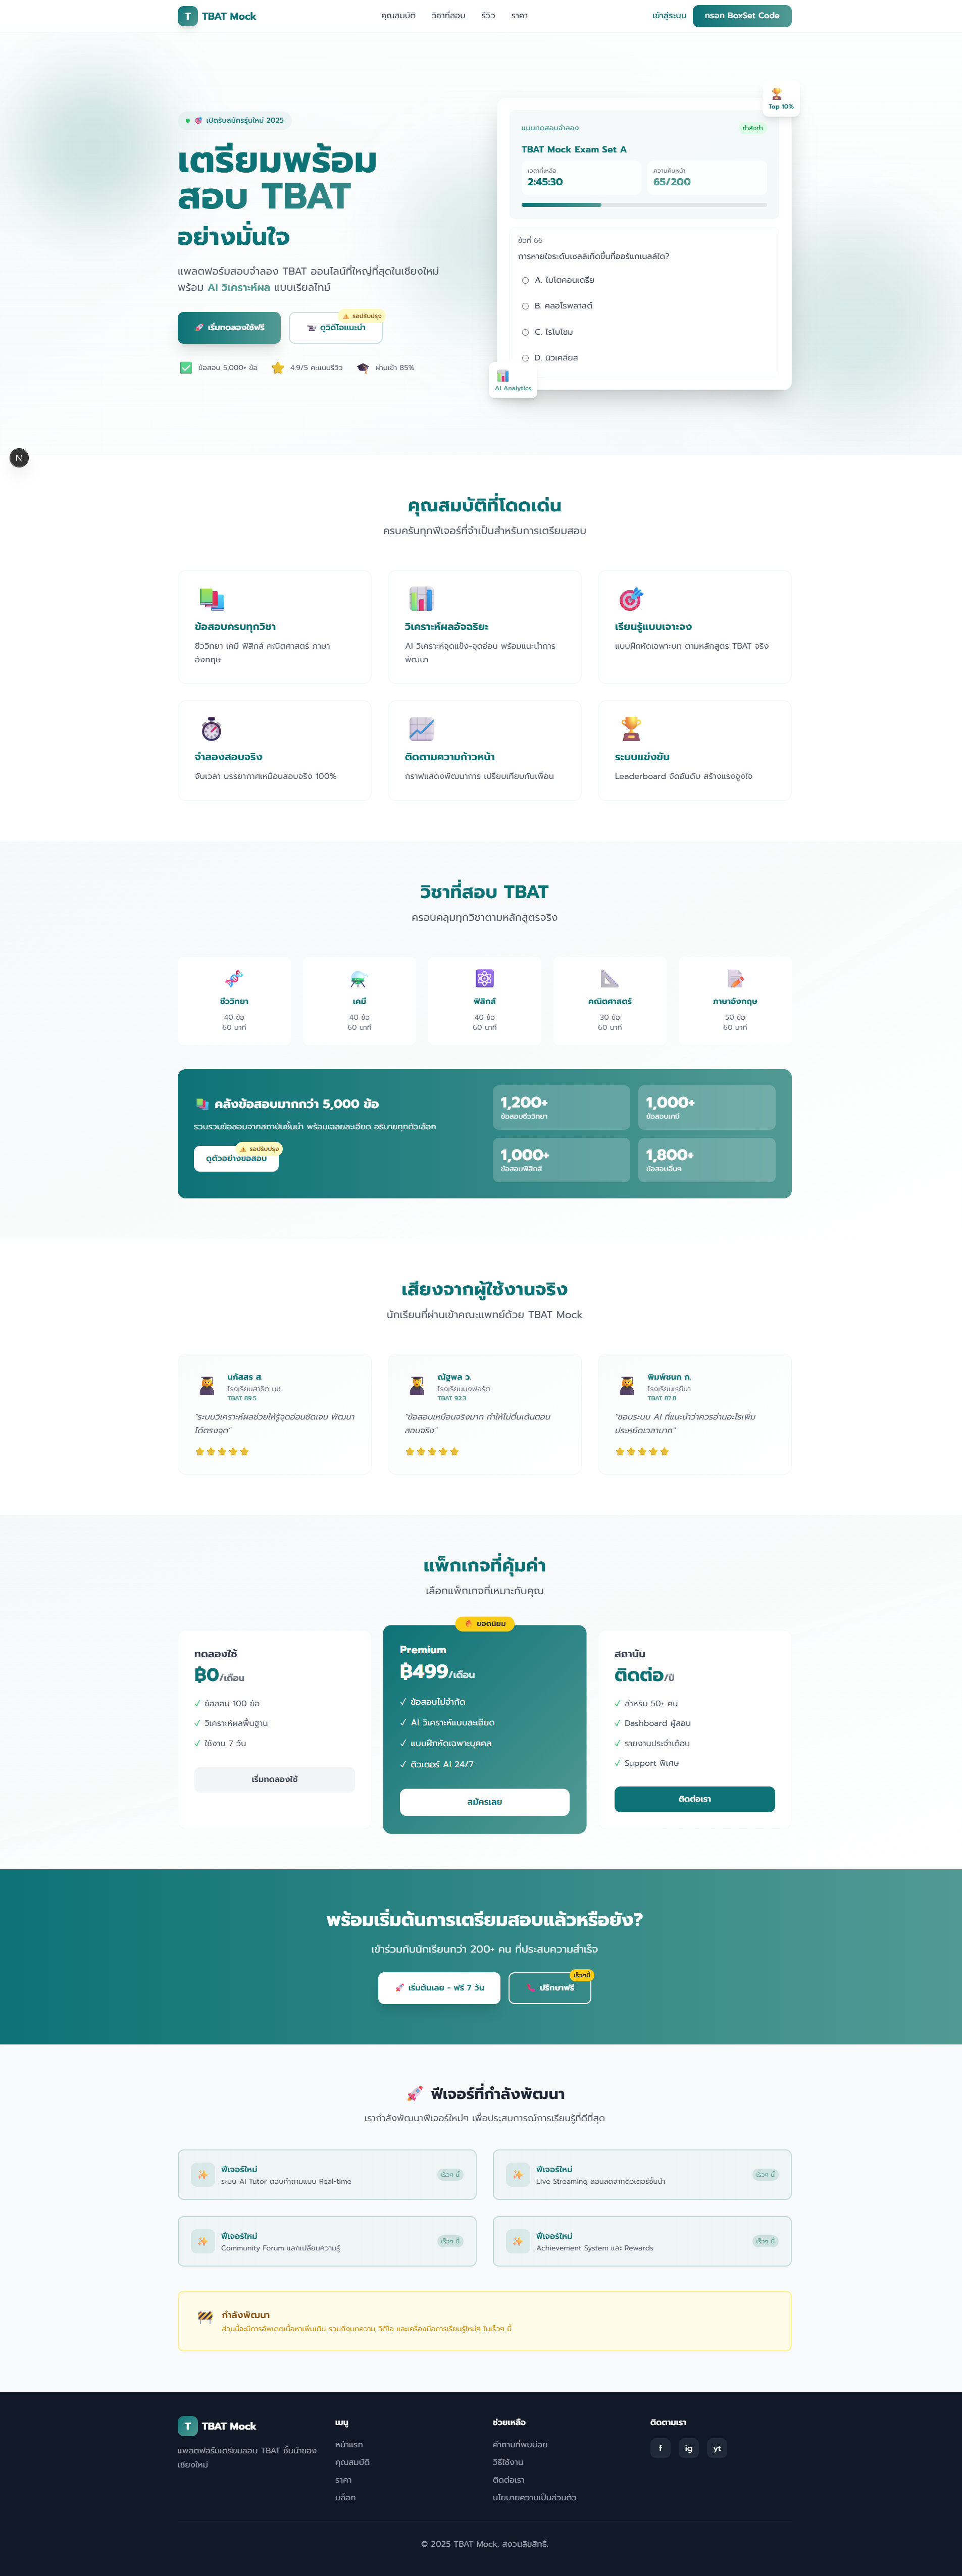 T TBAT Mock
คุณสมบัติ
วิชาที่สอบ
รีวิว
ราคา
เข้าสู่ระบบ
กรอก BoxSet Code
เปิดรับสมัครรุ่นใหม่ 2025
เตรียมพร้อม
สอบ TBAT
อย่างมั่นใจ
แพลตฟอร์มสอบจำลอง TBAT ออนไลน์ที่ใหญ่ที่สุดในเชียงใหม่
พร้อม AI วิเคราะห์ผล แบบเรียลไทม์
🚀 เริ่มทดลองใช้ฟรี
ดูวิดีโอแนะนำ
⚠️ รอปรับปรุง
✅ ข้อสอบ 5,000+ ข้อ
⭐ 4.9/5 คะแนนรีวิว
🎓 ผ่านเข้า 85%
🏆
Top 10%
แบบทดสอบจำลอง
กำลังทำ
TBAT Mock Exam Set A
เวลาที่เหลือ
2:45:30
ความคืบหน้า
65/200
ข้อที่ 66
การหายใจระดับเซลล์เกิดขึ้นที่ออร์แกเนลล์ใด?
A. ไมโตคอนเดรีย
B. คลอโรพลาสต์
C. ไรโบโซม
D. นิวเคลียส
📊
AI Analytics
N
คุณสมบัติที่โดดเด่น
ครบครันทุกฟีเจอร์ที่จำเป็นสำหรับการเตรียมสอบ
ข้อสอบครบทุกวิชา
ชีววิทยา เคมี ฟิสิกส์ คณิตศาสตร์ ภาษา
อังกฤษ
วิเคราะห์ผลอัจฉริยะ
AI วิเคราะห์จุดแข็ง-จุดอ่อน พร้อมแนะนำการ
พัฒนา
เรียนรู้แบบเจาะจง
แบบฝึกหัดเฉพาะบท ตามหลักสูตร TBAT จริง
จำลองสอบจริง
จับเวลา บรรยากาศเหมือนสอบจริง 100%
ติดตามความก้าวหน้า
กราฟแสดงพัฒนาการ เปรียบเทียบกับเพื่อน
ระบบแข่งขัน
Leaderboard จัดอันดับ สร้างแรงจูงใจ
วิชาที่สอบ TBAT
ครอบคลุมทุกวิชาตามหลักสูตรจริง
ชีววิทยา
40 ข้อ
60 นาที
เคมี
40 ข้อ
60 นาที
ฟิสิกส์
40 ข้อ
60 นาที
คณิตศาสตร์
30 ข้อ
60 นาที
ภาษาอังกฤษ
50 ข้อ
60 นาที
📚 คลังข้อสอบมากกว่า 5,000 ข้อ
รวบรวมข้อสอบจากสถาบันชั้นนำ พร้อมเฉลยละเอียด อธิบายทุกตัวเลือก
⚠️ รอปรับปรุง
ดูตัวอย่างข้อสอบ
1,200+
ข้อสอบชีววิทยา
1,000+
ข้อสอบเคมี
1,000+
ข้อสอบฟิสิกส์
1,800+
ข้อสอบอื่นๆ
เสียงจากผู้ใช้งานจริง
นักเรียนที่ผ่านเข้าคณะแพทย์ด้วย TBAT Mock
นภัสสร ส.
โรงเรียนสาธิต มช.
TBAT 89.5
"ระบบวิเคราะห์ผลช่วยให้รู้จุดอ่อนชัดเจน พัฒนา
ได้ตรงจุด"
ณัฐพล ว.
โรงเรียนมงฟอร์ต
TBAT 92.3
"ข้อสอบเหมือนจริงมาก ทำให้ไม่ตื่นเต้นตอน
สอบจริง"
พิมพ์ชนก ก.
โรงเรียนเรยีนา
TBAT 87.8
"ชอบระบบ AI ที่แนะนำว่าควรอ่านอะไรเพิ่ม
ประหยัดเวลามาก"
แพ็กเกจที่คุ้มค่า
เลือกแพ็กเกจที่เหมาะกับคุณ
ทดลองใช้
฿0/เดือน
✓ ข้อสอบ 100 ข้อ
✓ วิเคราะห์ผลพื้นฐาน
✓ ใช้งาน 7 วัน
เริ่มทดลองใช้
🔥 ยอดนิยม
Premium
฿499/เดือน
✓ ข้อสอบไม่จำกัด
✓ AI วิเคราะห์แบบละเอียด
✓ แบบฝึกหัดเฉพาะบุคคล
✓ ติวเตอร์ AI 24/7
สมัครเลย
สถาบัน
ติดต่อ/ปี
✓ สำหรับ 50+ คน
✓ Dashboard ผู้สอน
✓ รายงานประจำเดือน
✓ Support พิเศษ
ติดต่อเรา
พร้อมเริ่มต้นการเตรียมสอบแล้วหรือยัง?
เข้าร่วมกับนักเรียนกว่า 200+ คน ที่ประสบความสำเร็จ
🚀 เริ่มต้นเลย - ฟรี 7 วัน
📞 ปรึกษาฟรี
เร็วๆนี้
🚀 ฟีเจอร์ที่กำลังพัฒนา
เรากำลังพัฒนาฟีเจอร์ใหม่ๆ เพื่อประสบการณ์การเรียนรู้ที่ดีที่สุด
ฟีเจอร์ใหม่
ระบบ AI Tutor ตอบคำถามแบบ Real-time
เร็วๆ นี้
ฟีเจอร์ใหม่
Live Streaming สอนสดจากติวเตอร์ชั้นนำ
เร็วๆ นี้
ฟีเจอร์ใหม่
Community Forum แลกเปลี่ยนความรู้
เร็วๆ นี้
ฟีเจอร์ใหม่
Achievement System และ Rewards
เร็วๆ นี้
กำลังพัฒนา
ส่วนนี้จะมีการอัพเดตเนื้อหาเพิ่มเติม รวมถึงบทความ วิดีโอ และเครื่องมือการเรียนรู้ใหม่ๆ ในเร็วๆ นี้
T TBAT Mock
แพลตฟอร์มเตรียมสอบ TBAT ชั้นนำของ
เชียงใหม่
เมนู
หน้าแรก
คุณสมบัติ
ราคา
บล็อก
ช่วยเหลือ
คำถามที่พบบ่อย
วิธีใช้งาน
ติดต่อเรา
นโยบายความเป็นส่วนตัว
ติดตามเรา
f
ig
yt
© 2025 TBAT Mock. สงวนลิขสิทธิ์.